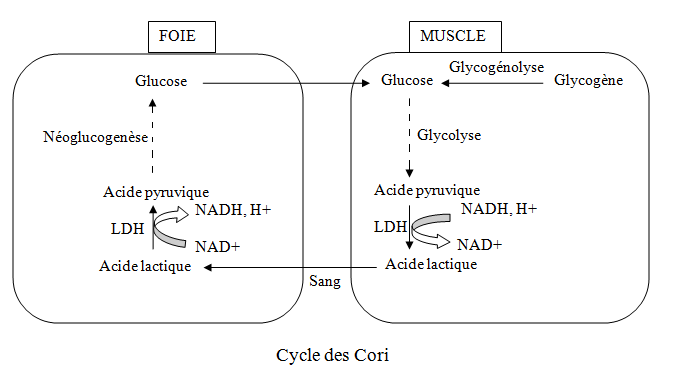 FOIE
MUSCLE
Glucose
Glucose
Glycogénolyse
Glycogène
Néoglucogenèse
Glycolyse
Acide pyruvique
Acide pyruvique
LDH
NADH, H+
NAD+
LDH
NADH, H+
NAD+
Acide lactique
Acide lactique
Sang
Cycle des Cori